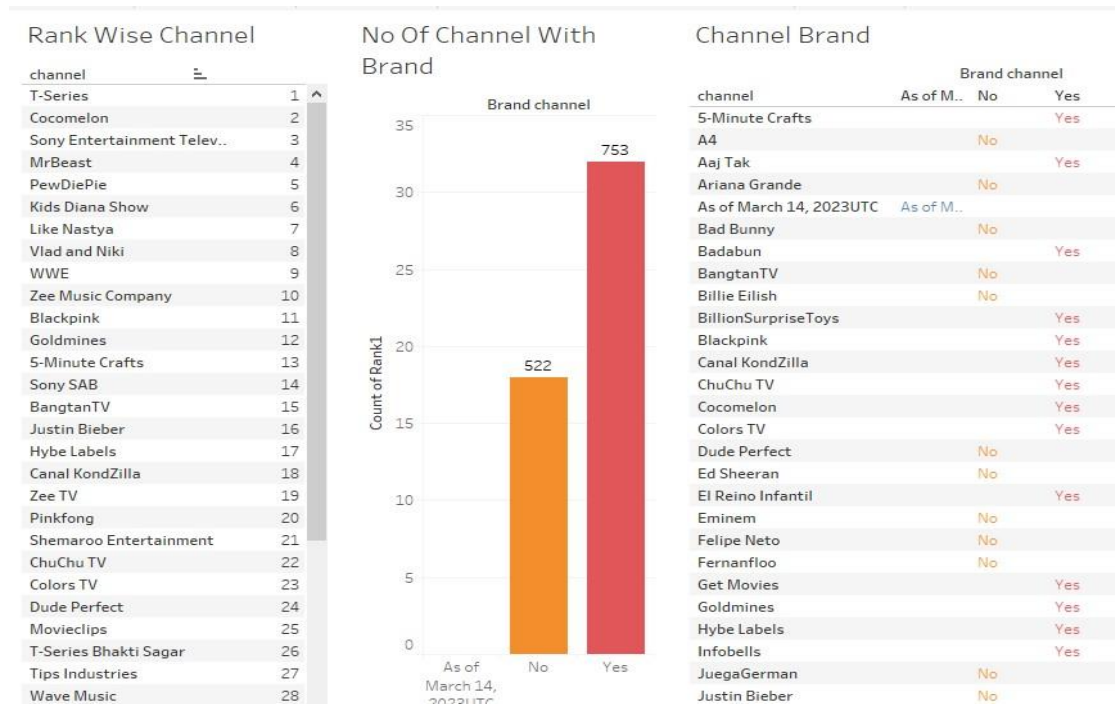 Rank Wise Channel
channel
T-Series 1
Cocomelon 2
Sony Entertainment Telev.. 3
MrBeast 4
PewDiePie 5
Kids Diana Show 6
Like Nastya 7
Vlad and Niki 8
WWE 9
Zee Music Company 10
Blackpink 11
Goldmines 12
5-Minute Crafts 13
Sony SAB 14
BangtanTV 15
Justin Bieber 16
Hybe Labels 17
Canal KondZilla 18
Zee TV 19
Pinkfong 20
Shemaroo Entertainment 21
ChuChu TV 22
Colors TV 23
Dude Perfect 24
Movieclips 25
T-Series Bhakti Sagar 26
Tips Industries 27
Wave Music 28
No Of Channel With
Brand
Brand channel
35
30
25
20
15
10
5
0
Count of Rank1
522
753
As of
March 14,
2023UTC
No
Yes
Channel Brand
Brand channel
channel As of M.. No Yes
5-Minute Crafts Yes
A4 No
Aaj Tak Yes
Ariana Grande No
As of March 14, 2023UTC As of M..
Bad Bunny No
Badabun Yes
BangtanTV No
Billie Eilish No
BillionSurpriseToys Yes
Blackpink Yes
Canal KondZilla Yes
ChuChu TV Yes
Cocomelon Yes
Colors TV Yes
Dude Perfect No
Ed Sheeran No
El Reino Infantil Yes
Eminem No
Felipe Neto No
Fernanfloo No
Get Movies Yes
Goldmines Yes
Hybe Labels Yes
Infobells Yes
JuegaGerman No
Justin Bieber No